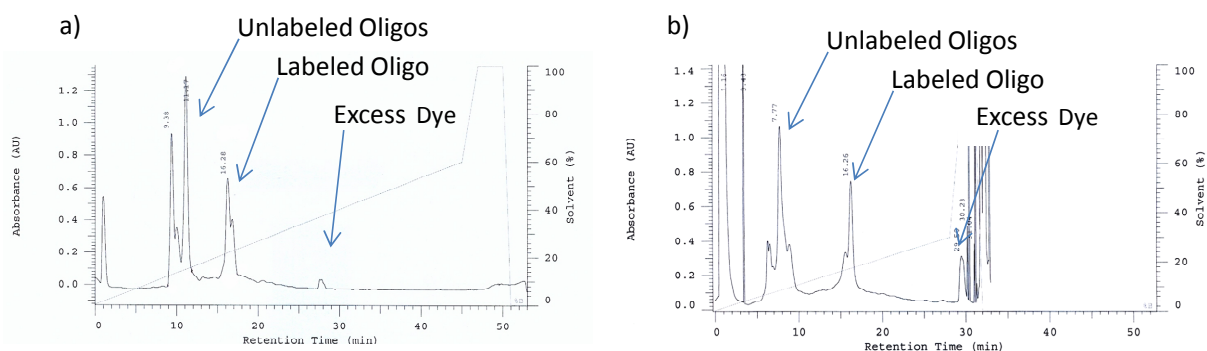 a)
Unlabeled Oligos
Labeled Oligo
Excess Dye
9.38
16.28
1.2
1.0
0.8
0.6
0.4
0.2
0.0
Absorbance (AU)
100
80
60
40
20
0
Solvent (%)
0 10 20 30 40 50
Retention Time (min)
b)
Unlabeled Oligos
Labeled Oligo
Excess Dye
7.77
16.26
30.23
1.4
1.2
1.0
0.8
0.6
0.4
0.2
0.0
Absorbance (AU)
100
80
60
40
20
0
Solvent (%)
0 10 20 30 40 50
Retention Time (min)